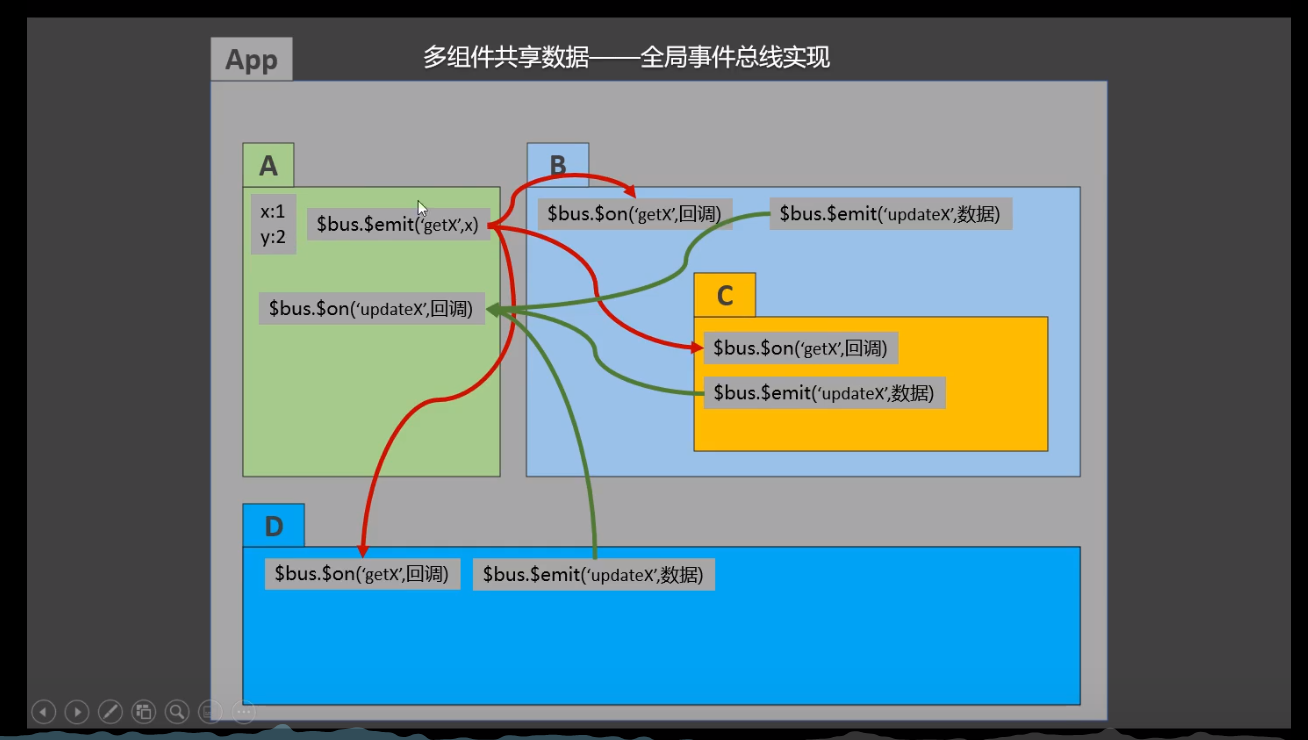 App
多组件共享数据——全局事件总线实现
A
B
x:1
y:2
$bus.$emit(‘getX’,x)
$bus.$on(‘getX’,回调)
$bus.$emit(‘updateX’,数据)
$bus.$on(‘updateX’,回调)
C
$bus.$on(‘getX’,回调)
$bus.$emit(‘updateX’,数据)
D
$bus.$on(‘getX’,回调)
$bus.$emit(‘updateX’,数据)